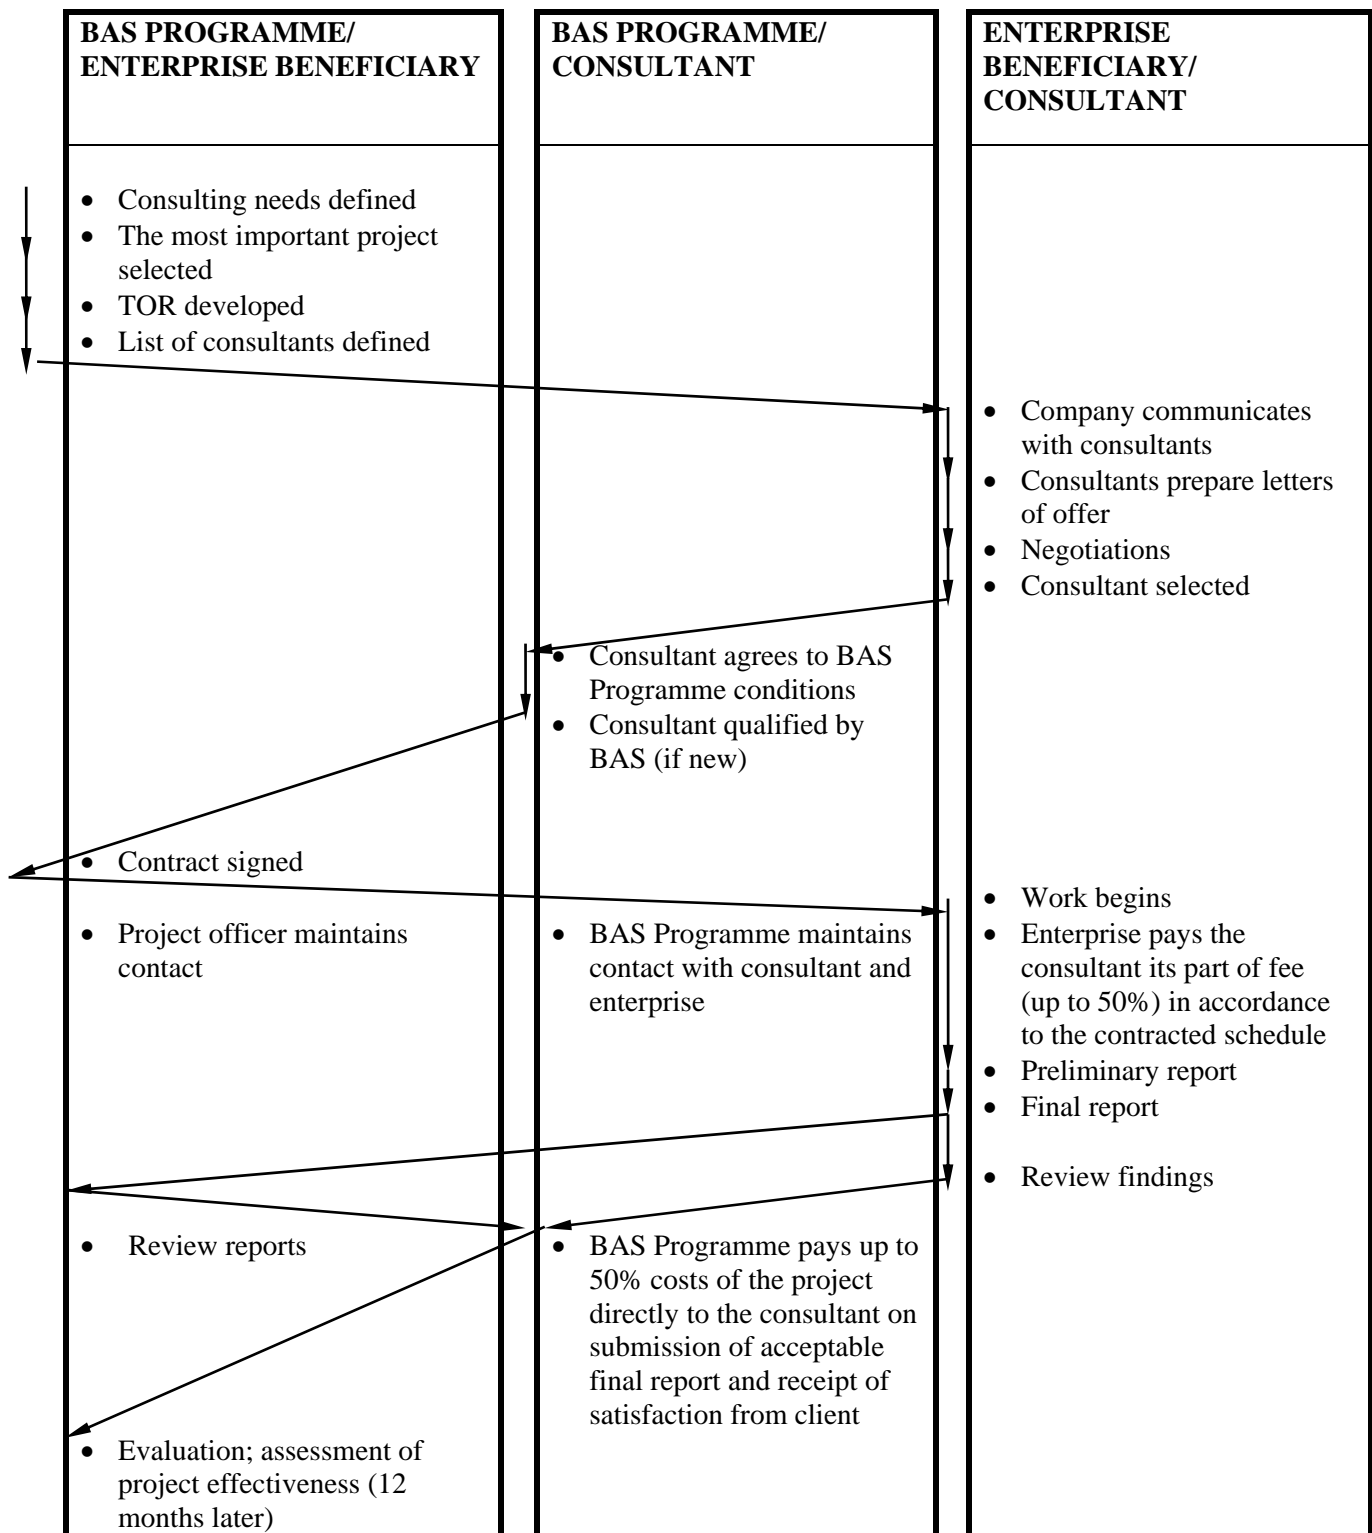 BAS PROGRAMME/
ENTERPRISE BENEFICIARY
BAS PROGRAMME/
CONSULTANT
ENTERPRISE
BENEFICIARY/
CONSULTANT
• Consulting needs defined
• The most important project
selected
• TOR developed
• List of consultants defined
• Company communicates
with consultants
• Consultants prepare letters
of offer
• Negotiations
• Consultant selected
• Consultant agrees to BAS
Programme conditions
• Consultant qualified by
BAS (if new)
• Contract signed
• Project officer maintains
contact
• BAS Programme maintains
contact with consultant and
enterprise
• Work begins
• Enterprise pays the
consultant its part of fee
(up to 50%) in accordance
to the contracted schedule
• Preliminary report
• Final report
• Review findings
• Review reports
• BAS Programme pays up to
50% costs of the project
directly to the consultant on
submission of acceptable
final report and receipt of
satisfaction from client
• Evaluation; assessment of
project effectiveness (12
months later)